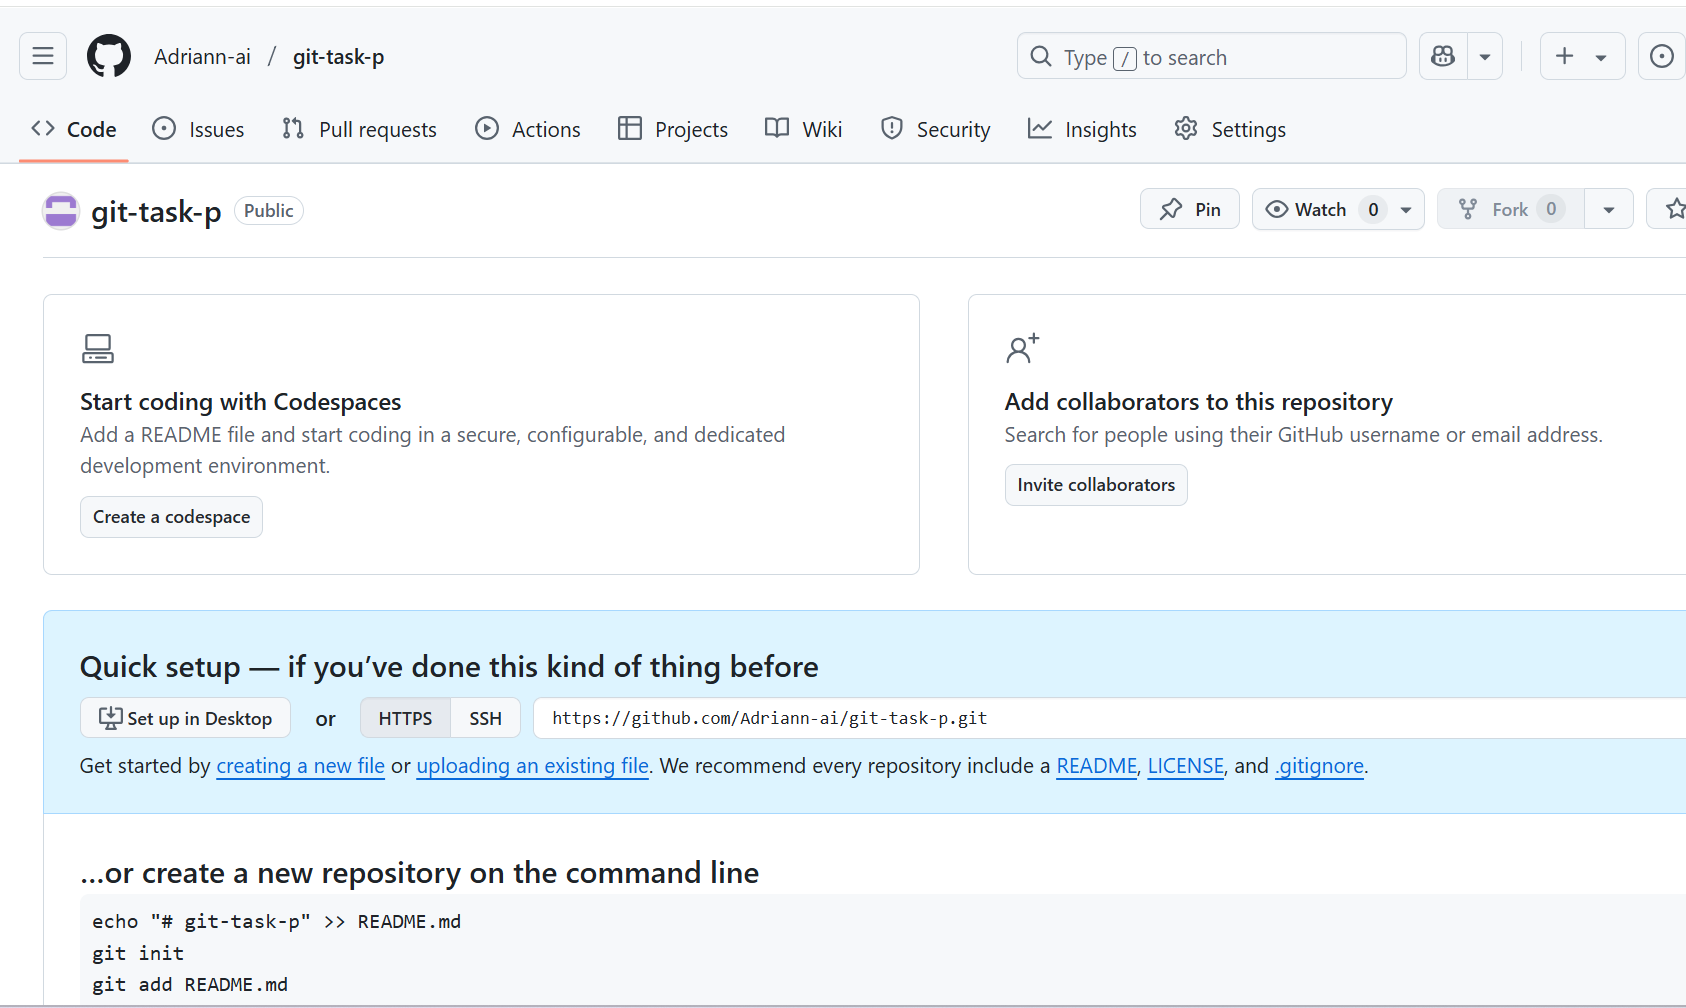 Adriann-ai / git-task-p
Type / to search
Code Issues Pull requests Actions Projects Wiki Security Insights Settings
git-task-p Public
Pin Watch 0 Fork 0
Start coding with Codespaces
Add a README file and start coding in a secure, configurable, and dedicated
development environment.
Create a codespace
Add collaborators to this repository
Search for people using their GitHub username or email address.
Invite collaborators
Quick setup — if you’ve done this kind of thing before
Set up in Desktop or HTTPS SSH https://github.com/Adriann-ai/git-task-p.git
Get started by creating a new file or uploading an existing file. We recommend every repository include a README, LICENSE, and .gitignore.
…or create a new repository on the command line
echo "# git-task-p" >> README.md
git init
git add README.md